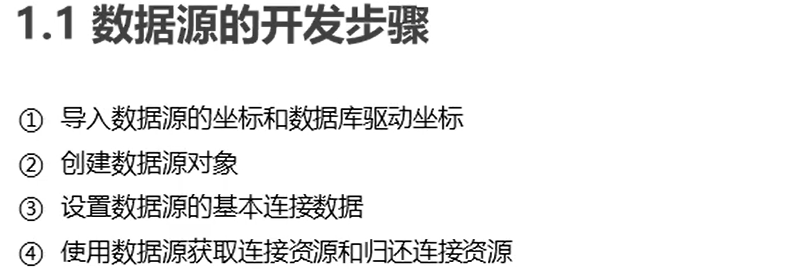 1.1 数据源的开发步骤
① 导入数据源的坐标和数据库驱动坐标
② 创建数据源对象
③ 设置数据源的基本连接数据
④ 使用数据源获取连接资源和归还连接资源